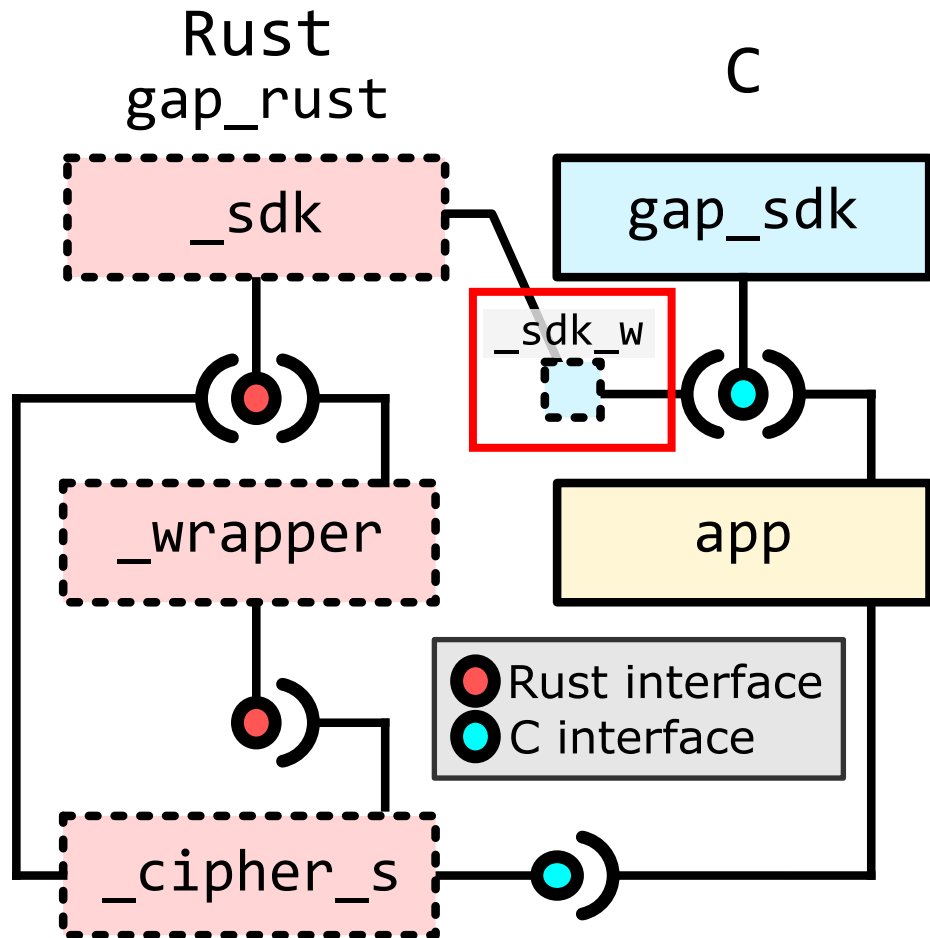 Rust
gap_rust
C
_sdk
gap_sdk
_sdk_w
_wrapper
app
Rust interface
C interface
_cipher_s